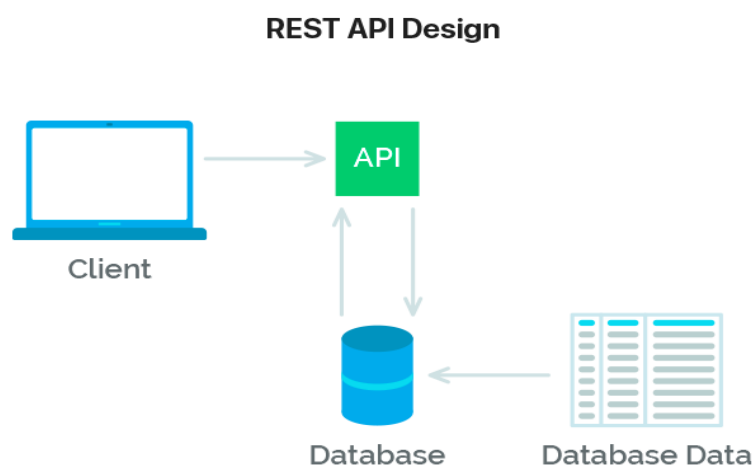 REST API Design
API
Client
Database
Database Data